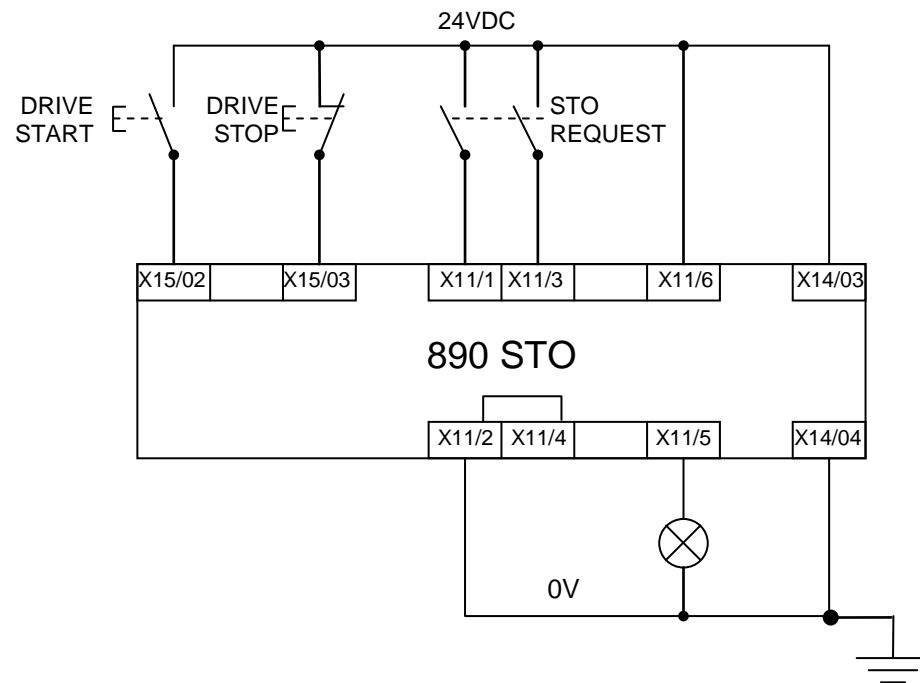 24VDC
DRIVE
START
DRIVE
STOP
STO
REQUEST
X15/02
X15/03
X11/1
X11/3
X11/6
X14/03
890 STO
X11/2
X11/4
X11/5
X14/04
0V